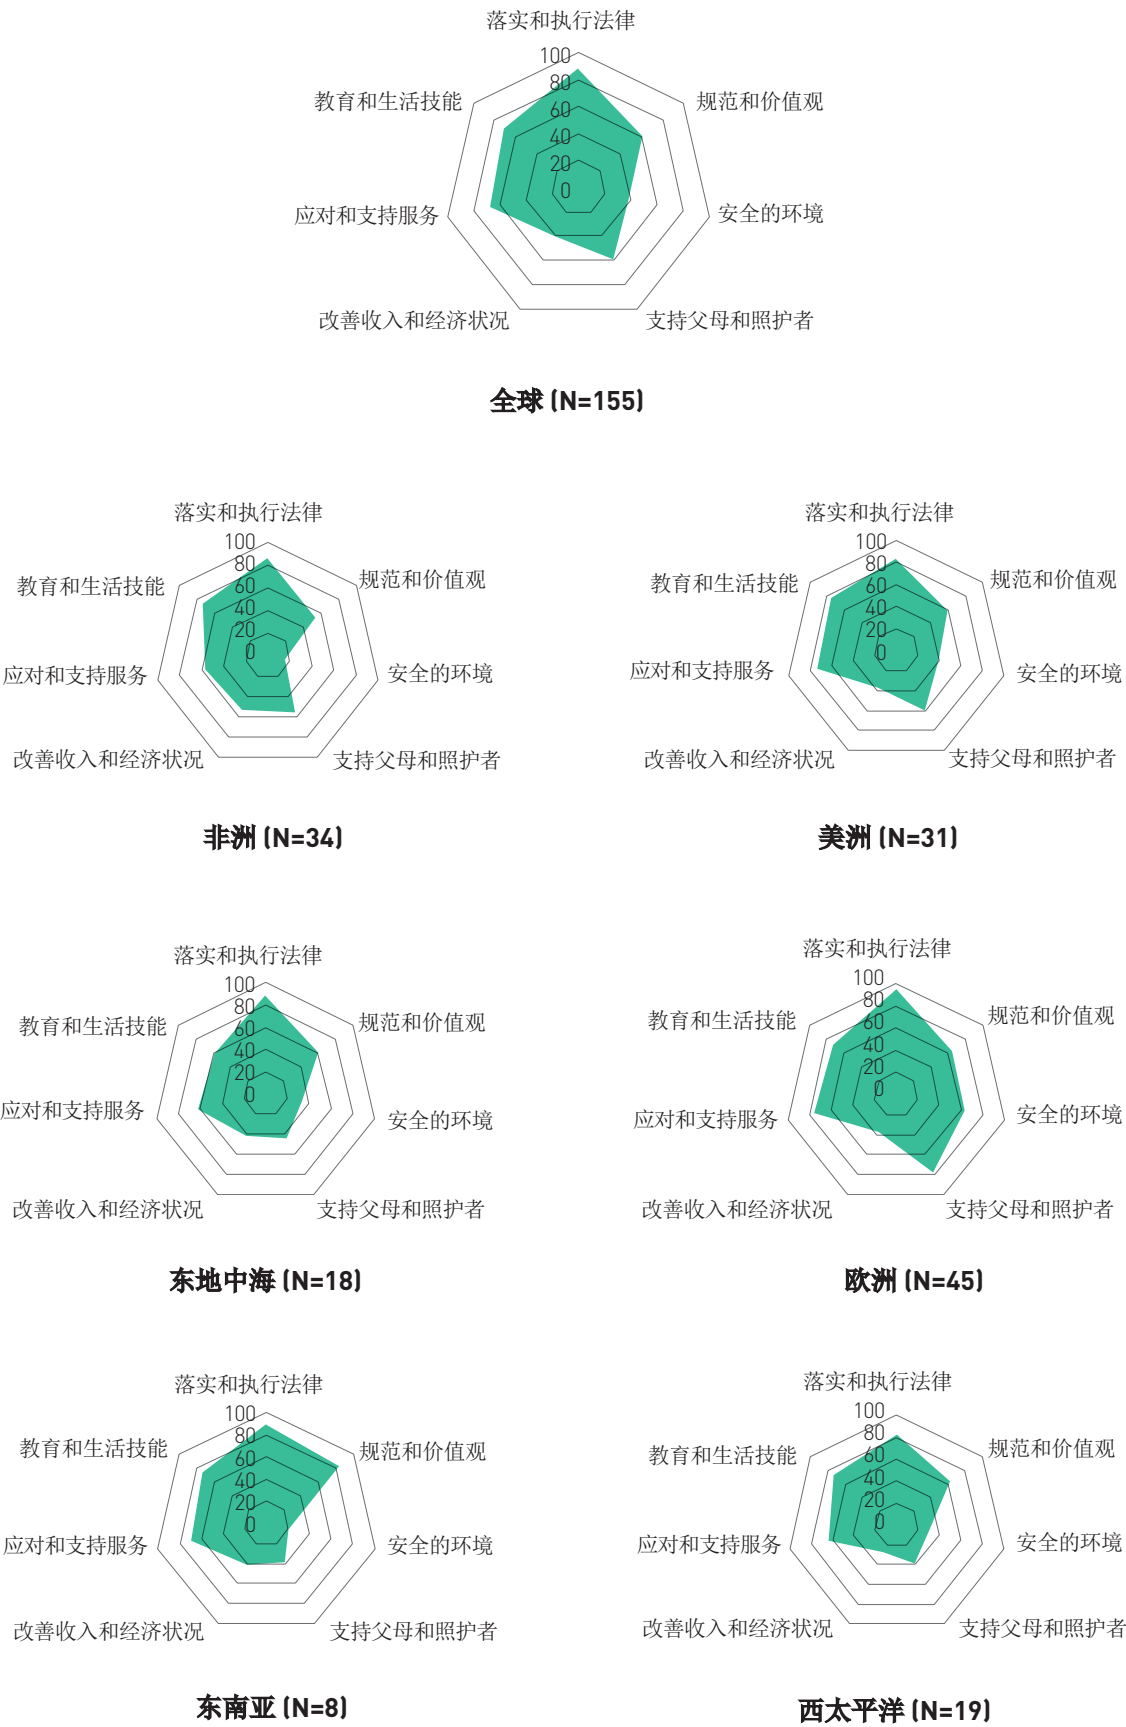 落实和执行法律
100
80
60
40
20
0
教育和生活技能
规范和价值观
应对和支持服务
安全的环境
改善收入和经济状况
支持父母和照护者
全球 (N=155)
落实和执行法律
100
80
60
40
20
0
教育和生活技能
规范和价值观
应对和支持服务
安全的环境
改善收入和经济状况
支持父母和照护者
非洲 (N=34)
落实和执行法律
100
80
60
40
20
0
教育和生活技能
规范和价值观
应对和支持服务
安全的环境
改善收入和经济状况
支持父母和照护者
美洲 (N=31)
落实和执行法律
100
80
60
40
20
0
教育和生活技能
规范和价值观
应对和支持服务
安全的环境
改善收入和经济状况
支持父母和照护者
东地中海 (N=18)
落实和执行法律
100
80
60
40
20
0
教育和生活技能
规范和价值观
应对和支持服务
安全的环境
改善收入和经济状况
支持父母和照护者
欧洲 (N=45)
落实和执行法律
100
80
60
40
20
0
教育和生活技能
规范和价值观
应对和支持服务
安全的环境
改善收入和经济状况
支持父母和照护者
东南亚 (N=8)
落实和执行法律
100
80
60
40
20
0
教育和生活技能
规范和价值观
应对和支持服务
安全的环境
改善收入和经济状况
支持父母和照护者
西太平洋 (N=19)